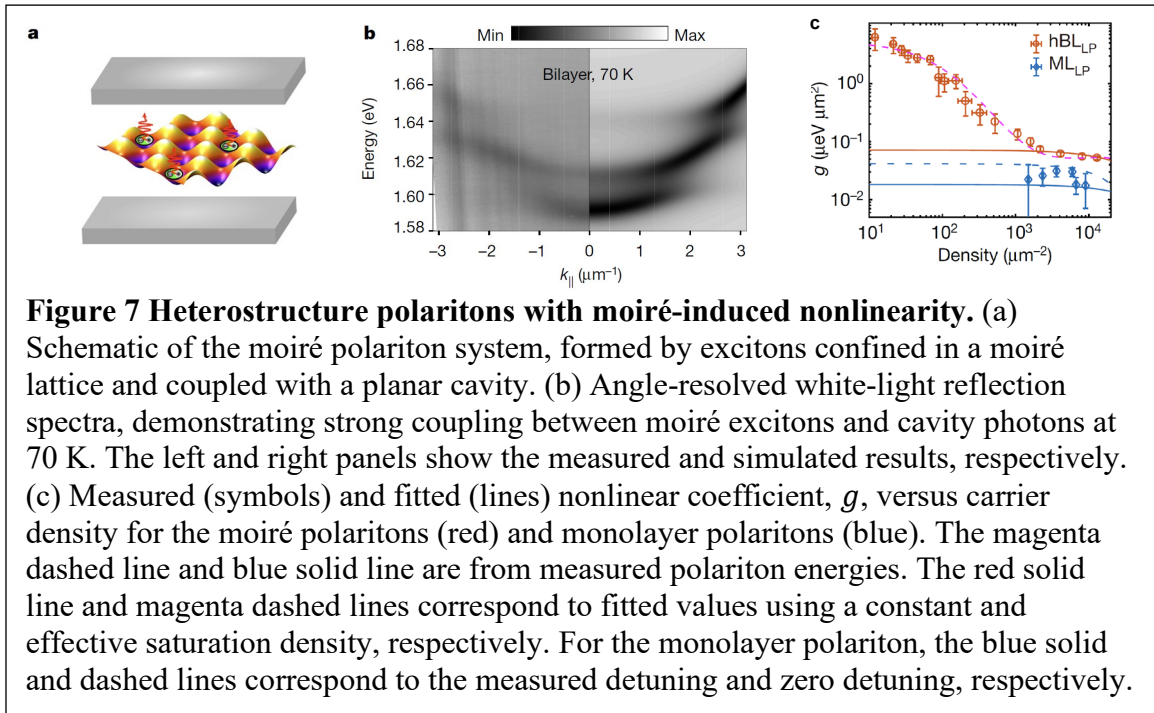 a
b
Min
Max
Bilayer, 70 K
1.68
1.64
1.62
1.60
1.58
Energy (eV)
−3
−2
−1
0
1
2
3
k|| (μm⁻¹)
c
hBL_LP
ML_LP
10⁰
10⁻¹
10⁻²
g (μeV μm²)
10¹
10²
10³
10⁴
Density (μm⁻²)
Figure 7 Heterostructure polaritons with moiré-induced nonlinearity. (a)
Schematic of the moiré polariton system, formed by excitons confined in a moiré
lattice and coupled with a planar cavity. (b) Angle-resolved white-light reflection
spectra, demonstrating strong coupling between moiré excitons and cavity photons at
70 K. The left and right panels show the measured and simulated results, respectively.
(c) Measured (symbols) and fitted (lines) nonlinear coefficient, g, versus carrier
density for the moiré polaritons (red) and monolayer polaritons (blue). The magenta
dashed line and blue solid line are from measured polariton energies. The red solid
line and magenta dashed lines correspond to fitted values using a constant and
effective saturation density, respectively. For the monolayer polariton, the blue solid
and dashed lines correspond to the measured detuning and zero detuning, respectively.